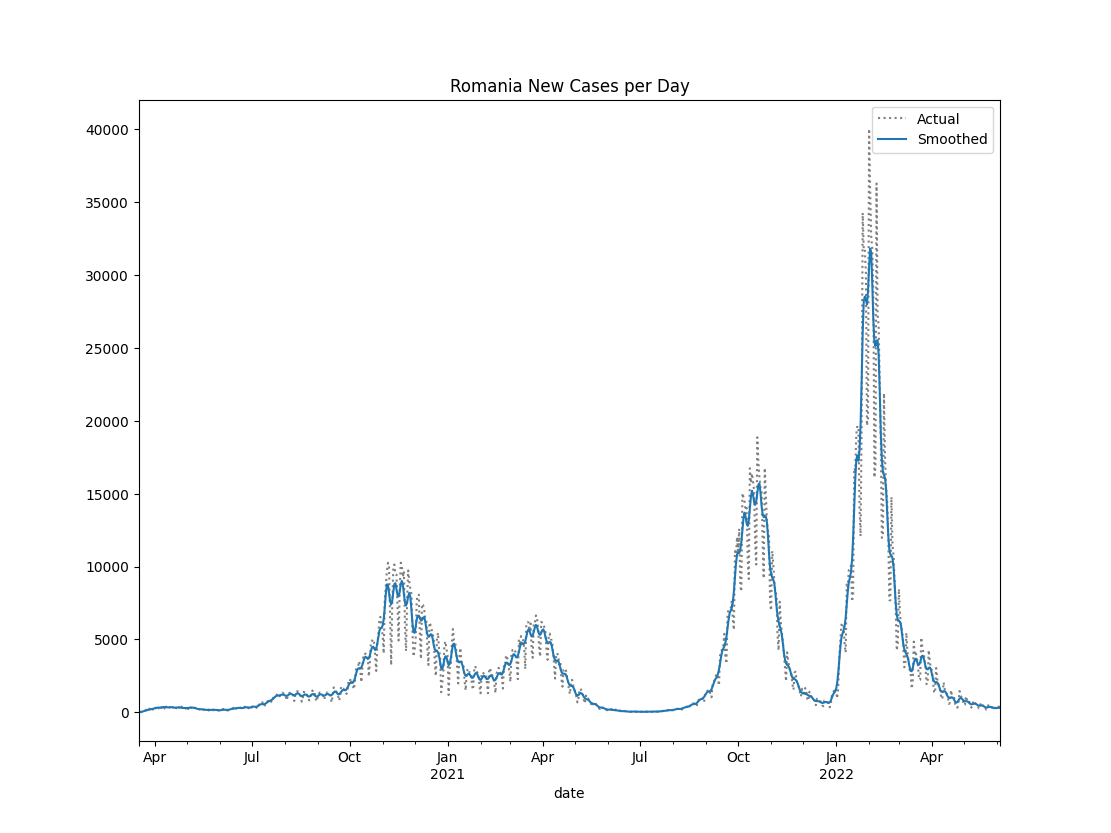 Romania New Cases per Day
Actual
Smoothed
40000
35000
30000
25000
20000
15000
10000
5000
0
Apr Jul Oct Jan Apr Jul Oct Jan Apr
2021 2022
date